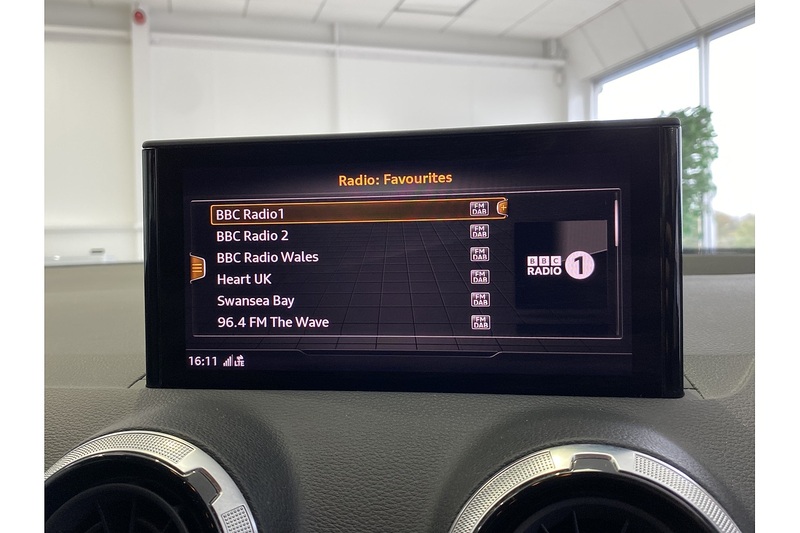 Radio: Favourites
BBC Radio1 FM DAB
BBC Radio 2 FM DAB
BBC Radio Wales FM DAB
Heart UK FM DAB
Swansea Bay FM DAB
96.4 FM The Wave FM DAB
BBC
RADIO 1
16:11 LTE